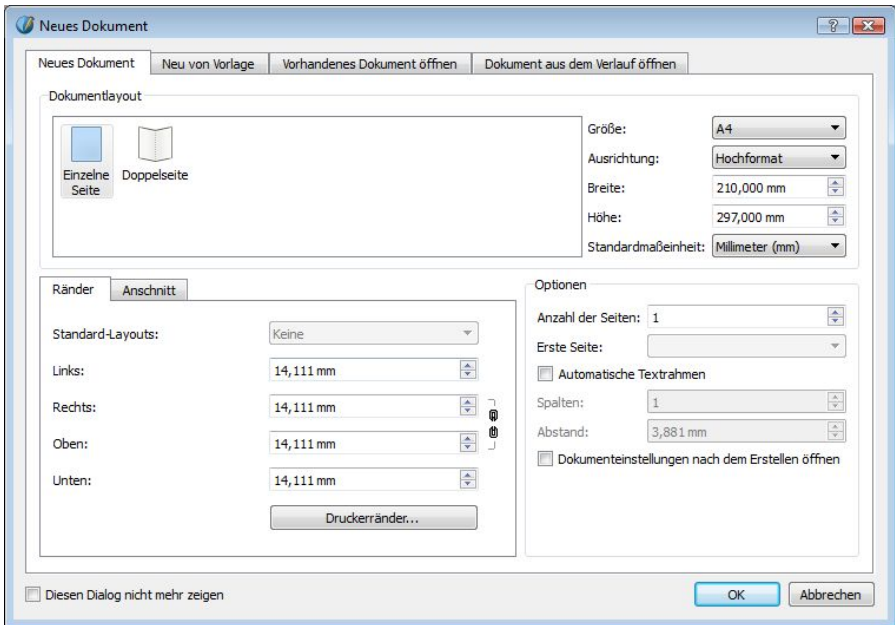 Neues Dokument
Neues Dokument Neu von Vorlage Vorhandenes Dokument öffnen Dokument aus dem Verlauf öffnen
Dokumentlayout
Einzelne
Seite
Doppelseite
Größe: A4
Ausrichtung: Hochformat
Breite: 210,000 mm
Höhe: 297,000 mm
Standardmaßeinheit: Millimeter (mm)
Ränder Anschnitt
Standard-Layouts: Keine
Links: 14,111 mm
Rechts: 14,111 mm
Oben: 14,111 mm
Unten: 14,111 mm
Druckerränder...
Optionen
Anzahl der Seiten: 1
Erste Seite:
Automatische Textrahmen
Spalten: 1
Abstand: 3,881 mm
Dokumenteinstellungen nach dem Erstellen öffnen
Diesen Dialog nicht mehr zeigen
OK Abbrechen